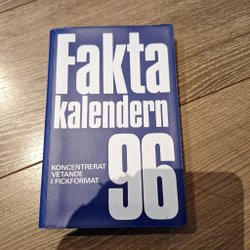 Fakta
kalendern
96
KONCENTRERAT
VETANDE
I FICKFORMAT